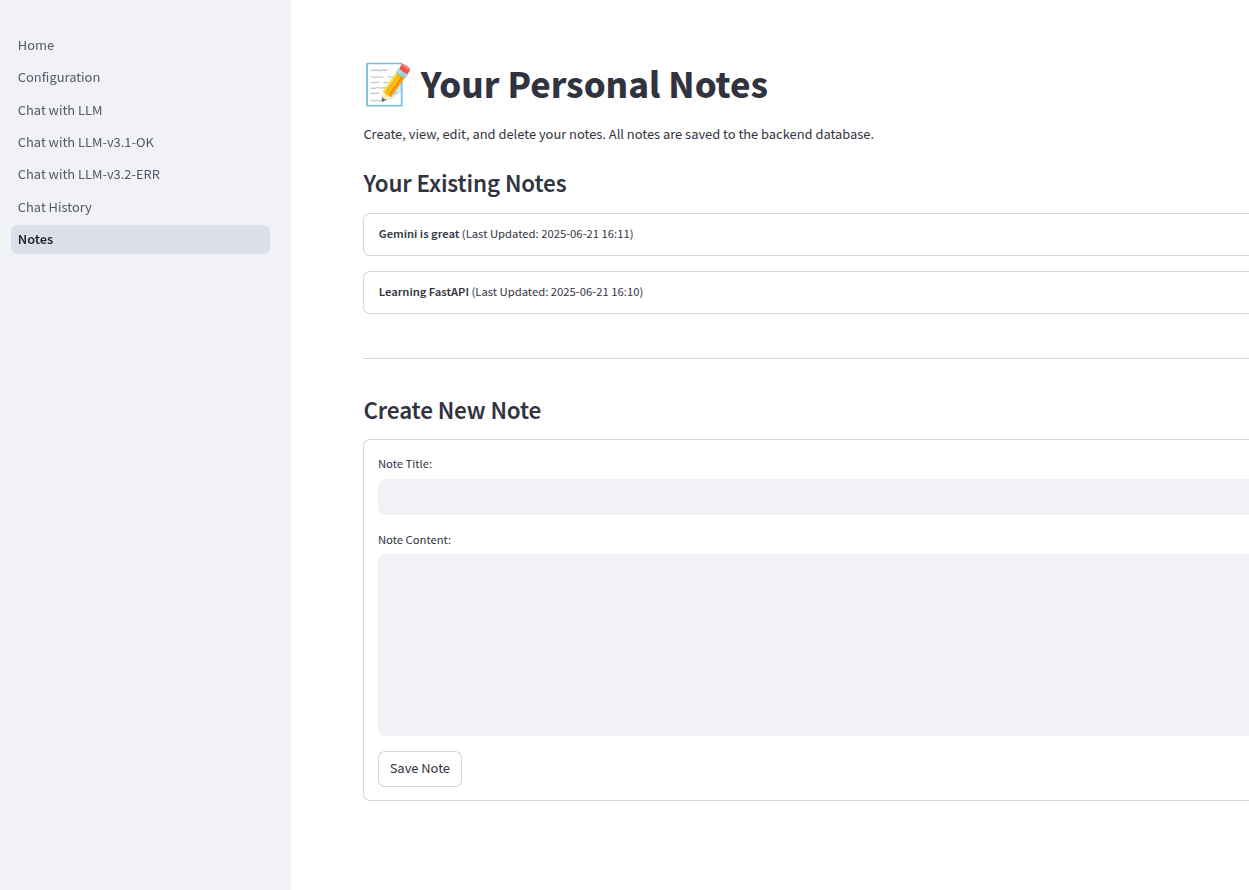 Home
Configuration
Chat with LLM
Chat with LLM-v3.1-OK
Chat with LLM-v3.2-ERR
Chat History
Notes
Your Personal Notes
Create, view, edit, and delete your notes. All notes are saved to the backend database.
Your Existing Notes
Gemini is great (Last Updated: 2025-06-21 16:11)
Learning FastAPI (Last Updated: 2025-06-21 16:10)
Create New Note
Note Title:
Note Content:
Save Note